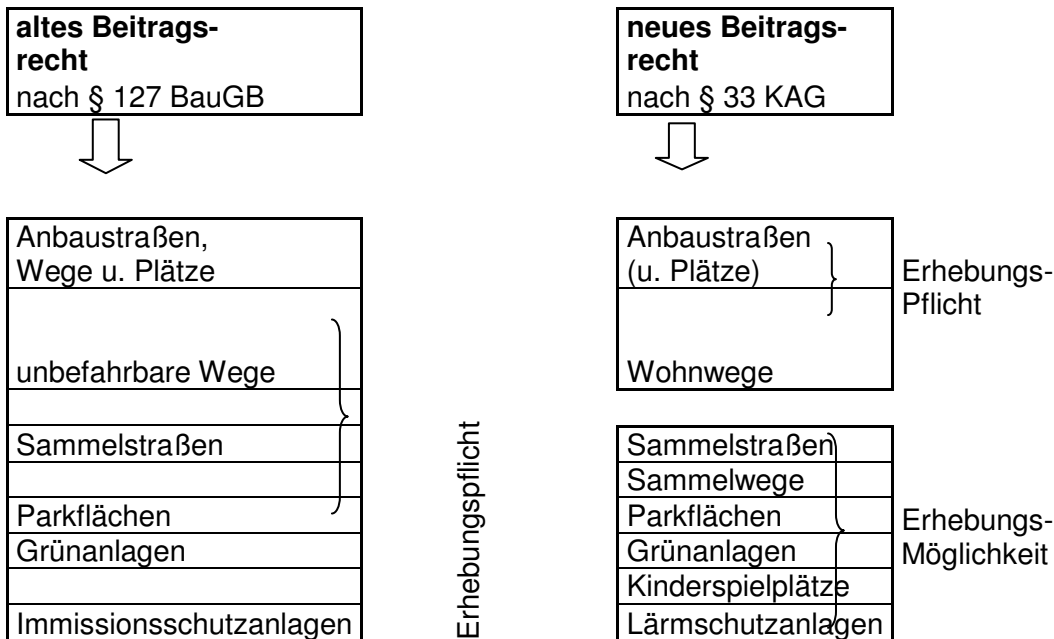 altes Beitrags-
recht
nach § 127 BauGB
neues Beitrags-
recht
nach § 33 KAG
Anbaustraßen,
Wege u. Plätze
unbefahrbare Wege
Sammelstraßen
Parkflächen
Grünanlagen
Immissionsschutzanlagen
Erhebungspflicht
Anbaustraßen
(u. Plätze)
Wohnwege
Erhebungs-
Pflicht
Sammelstraßen
Sammelwege
Parkflächen
Grünanlagen
Kinderspielplätze
Lärmschutzanlagen
Erhebungs-
Möglichkeit